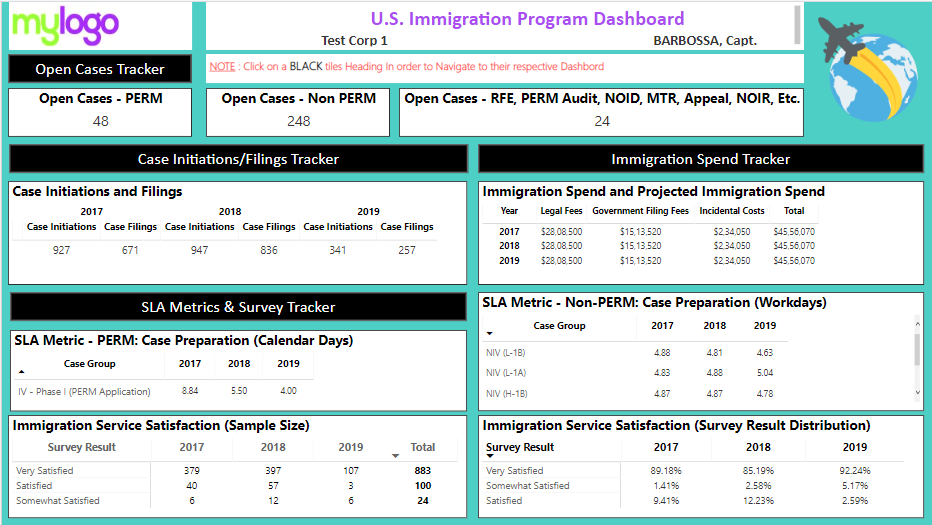 mylogo
U.S. Immigration Program Dashboard
Test Corp 1 BARBOSSA, Capt.
Open Cases Tracker
NOTE : Click on a BLACK tiles Heading In order to Navigate to their respective Dashbord
Open Cases - PERM
48
Open Cases - Non PERM
248
Open Cases - RFE, PERM Audit, NOID, MTR, Appeal, NOIR, Etc.
24
Case Initiations/Filings Tracker
Case Initiations and Filings
2017 2018 2019
Case Initiations Case Filings Case Initiations Case Filings Case Initiations Case Filings
927 671 947 836 341 257
Immigration Spend Tracker
Immigration Spend and Projected Immigration Spend
Year Legal Fees Government Filing Fees Incidental Costs Total
2017 $28,08,500 $15,13,520 $2,34,050 $45,56,070
2018 $28,08,500 $15,13,520 $2,34,050 $45,56,070
2019 $28,08,500 $15,13,520 $2,34,050 $45,56,070
SLA Metrics & Survey Tracker
SLA Metric - PERM: Case Preparation (Calendar Days)
Case Group 2017 2018 2019
IV - Phase I (PERM Application) 8.84 5.50 4.00
SLA Metric - Non-PERM: Case Preparation (Workdays)
Case Group 2017 2018 2019
NIV (L-1B) 4.88 4.81 4.63
NIV (L-1A) 4.83 4.88 5.04
NIV (H-1B) 4.87 4.87 4.78
Immigration Service Satisfaction (Sample Size)
Survey Result 2017 2018 2019 Total
Very Satisfied 379 397 107 883
Satisfied 40 57 3 100
Somewhat Satisfied 6 12 6 24
Immigration Service Satisfaction (Survey Result Distribution)
Survey Result 2017 2018 2019
Very Satisfied 89.18% 85.19% 92.24%
Somewhat Satisfied 1.41% 2.58% 5.17%
Satisfied 9.41% 12.23% 2.59%